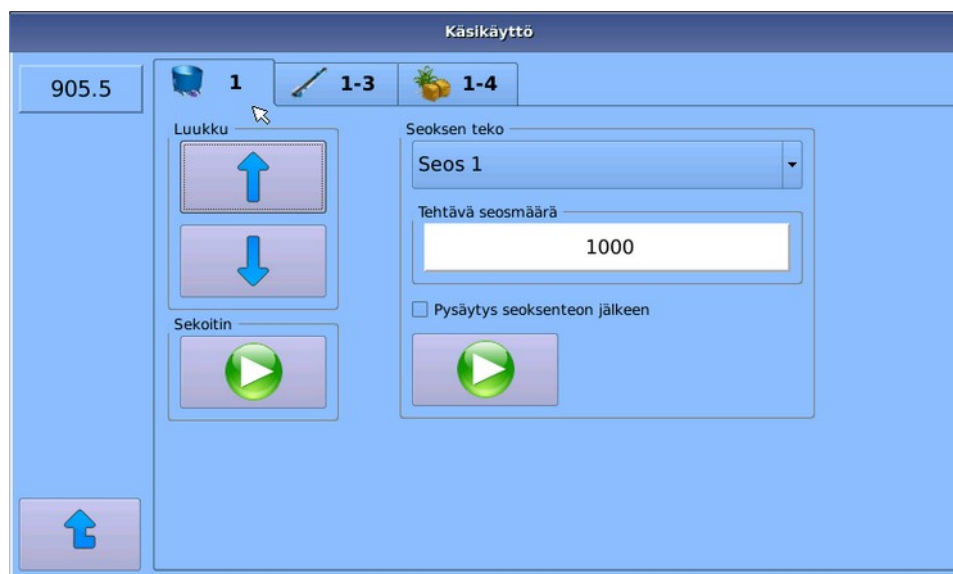 Käsikäyttö
905.5
1
1-3
1-4
Luukku
Seoksen teko
Seos 1
Tehtävä seosmäärä
1000
Pysäytys seoksenteon jälkeen
Sekoitin